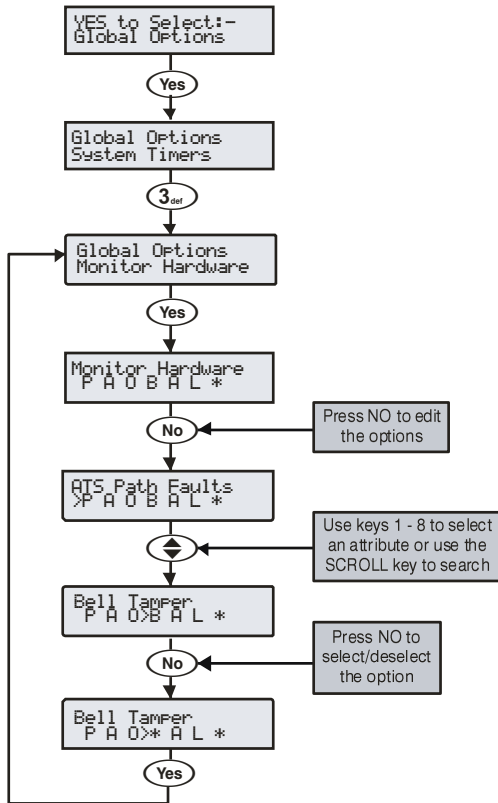 YES to Select:-
Global Options
Yes
Global Options
System Timers
3def
Global Options
Monitor Hardware
Yes
Monitor Hardware
P A O B A L *
No
Press NO to edit
the options
ATS Path Faults
>P A O B A L *
Use keys 1 - 8 to select
an attribute or use the
SCROLL key to search
Bell Tamper
P A O>B A L *
No
Press NO to
select/deselect
the option
Bell Tamper
P A O>* A L *
Yes